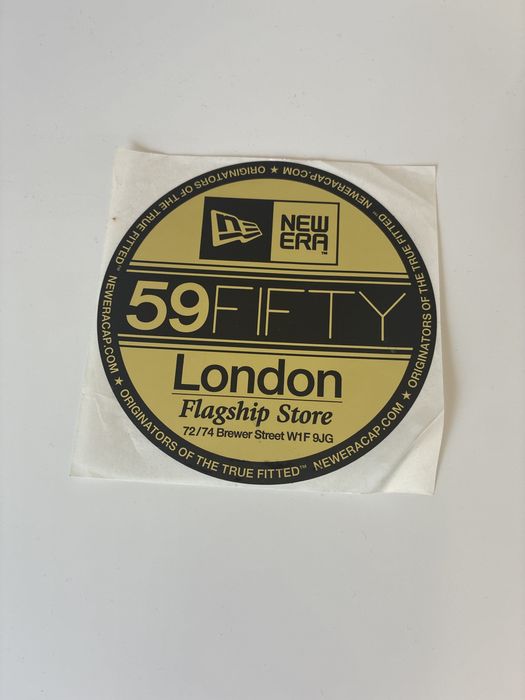 NEW
ERA™
59FIFTY
London
Flagship Store
72/74 Brewer Street W1F 9JG
ORIGINATORS OF THE TRUE FITTED™ NEWERACAP.COM ★ ORIGINATORS OF THE TRUE FITTED™ NEWERACAP.COM ★ ORIGINATORS OF THE TRUE FITTED™ NEWERACAP.COM ★